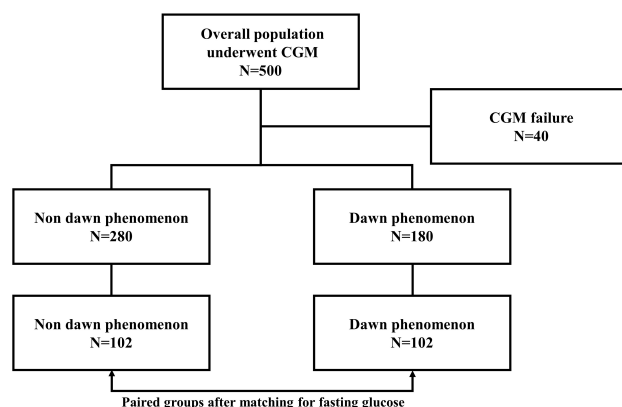 Overall population
underwent CGM
N=500
CGM failure
N=40
Non dawn phenomenon
N=280
Dawn phenomenon
N=180
Non dawn phenomenon
N=102
Dawn phenomenon
N=102
Paired groups after matching for fasting glucose